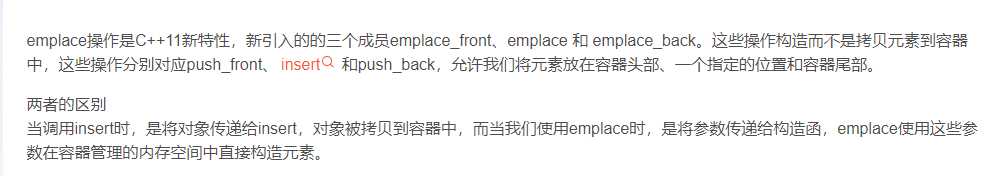 emplace操作是C++11新特性，新引入的的三个成员emplace_front、emplace 和 emplace_back。这些操作构造而不是拷贝元素到容器
中，这些操作分别对应push_front、 insert 和push_back，允许我们将元素放在容器头部、一个指定的位置和容器尾部。
两者的区别
当调用insert时，是将对象传递给insert，对象被拷贝到容器中，而当我们使用emplace时，是将参数传递给构造函，emplace使用这些参
数在容器管理的内存空间中直接构造元素。